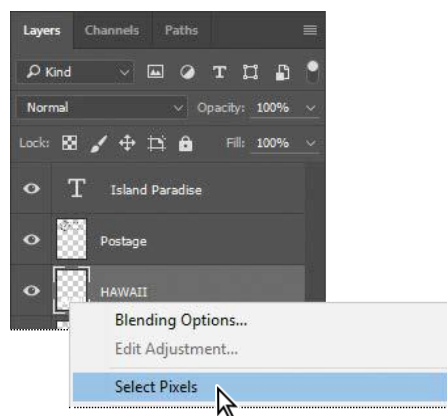 Layers Channels Paths
Kind T
Normal Opacity: 100%
Lock: Fill: 100%
T Island Paradise
Postage
HAWAII
Blending Options...
Edit Adjustment...
Select Pixels